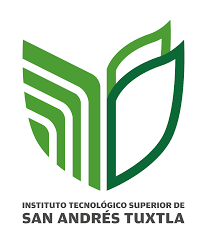 INSTITUTO TECNOLÓGICO SUPERIOR DE
SAN ANDRÉS TUXTLA